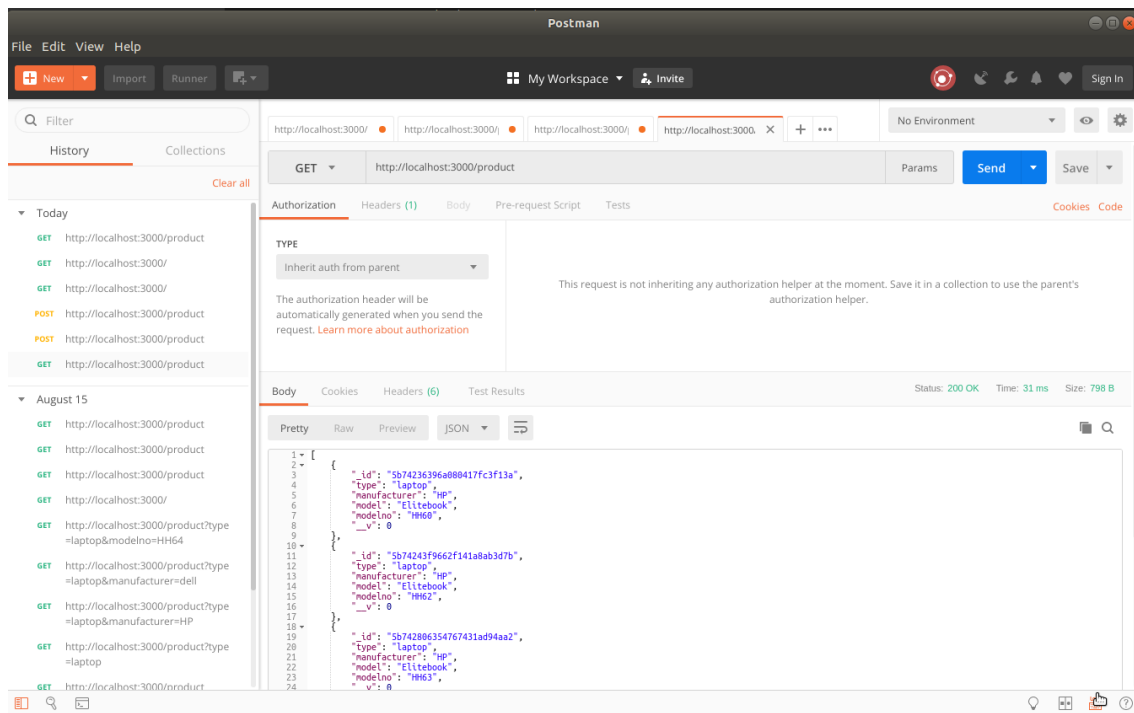 Postman
File Edit View Help
New Import Runner My Workspace Invite Sign In
Filter
History Collections
Clear all
Today
GET http://localhost:3000/product
GET http://localhost:3000/
GET http://localhost:3000/
POST http://localhost:3000/product
POST http://localhost:3000/product
GET http://localhost:3000/product
August 15
GET http://localhost:3000/product
GET http://localhost:3000/product
GET http://localhost:3000/product
GET http://localhost:3000/
GET http://localhost:3000/product?type
=laptop&modelno=HH64
GET http://localhost:3000/product?type
=laptop&manufacturer=dell
GET http://localhost:3000/product?type
=laptop&manufacturer=HP
GET http://localhost:3000/product?type
=laptop
GET http://localhost:3000/product
http://localhost:3000/ http://localhost:3000/ http://localhost:3000/ http://localhost:3000. No Environment
GET http://localhost:3000/product Params Send Save
Authorization Headers (1) Body Pre-request Script Tests Cookies Code
TYPE
Inherit auth from parent
The authorization header will be
automatically generated when you send the
request. Learn more about authorization
This request is not inheriting any authorization helper at the moment. Save it in a collection to use the parent's
authorization helper.
Body Cookies Headers (6) Test Results Status: 200 OK Time: 31 ms Size: 798 B
Pretty Raw Preview JSON
1 [
2 {
3 "_id": "5b74236396a080417fc3f13a",
4 "type": "laptop",
5 "manufacturer": "HP",
6 "model": "Elitebook",
7 "modelno": "HH60",
8 "__v": 0
9 },
10 {
11 "_id": "5b74243f9662f141a8ab3d7b",
12 "type": "laptop",
13 "manufacturer": "HP",
14 "model": "Elitebook",
15 "modelno": "HH62",
16 "__v": 0
17 },
18 {
19 "_id": "5b742806354767431ad94aa2",
20 "type": "laptop",
21 "manufacturer": "HP",
22 "model": "Elitebook",
23 "modelno": "HH63",
24 "__v": 0